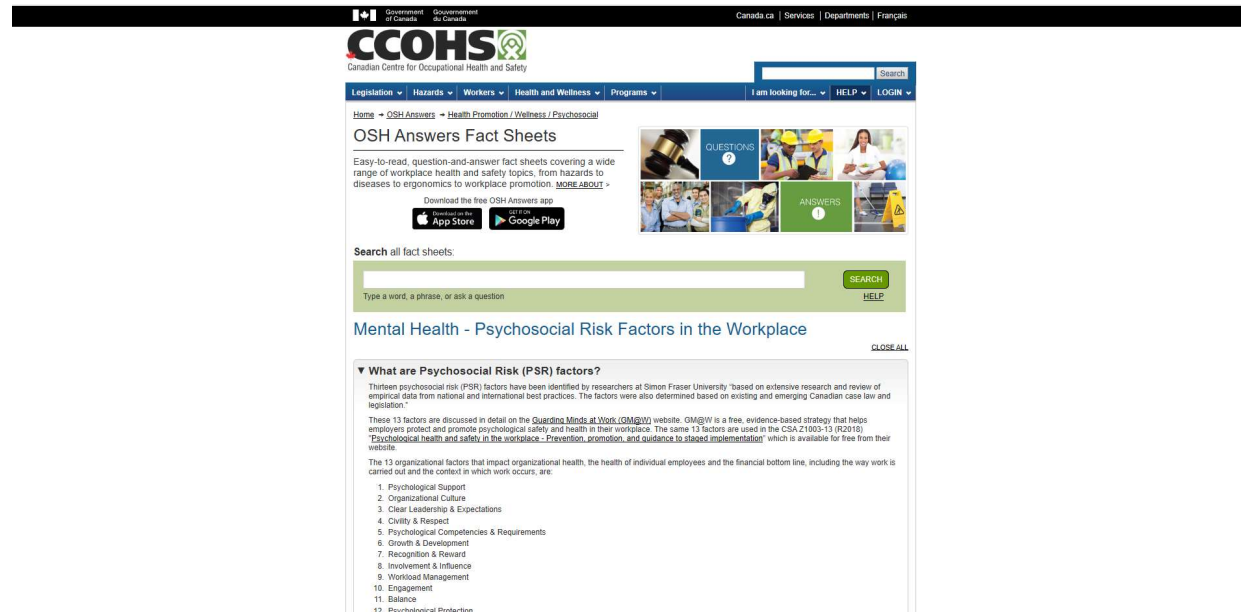 Government of Canada
Gouvernement du Canada
Canada.ca | Services | Departments | Français
CCOHS
Canadian Centre for Occupational Health and Safety
Search
Legislation
Hazards
Workers
Health and Wellness
Programs
I am looking for...
HELP
LOGIN
Home → OSH Answers → Health Promotion / Wellness / Psychosocial
OSH Answers Fact Sheets
Easy-to-read, question-and-answer fact sheets covering a wide
range of workplace health and safety topics, from hazards to
diseases to ergonomics to workplace promotion. MORE ABOUT >
Download the free OSH Answers app
Download on the
App Store
GET IT ON
Google Play
QUESTIONS
?
ANSWERS
!
Search all fact sheets:
SEARCH
Type a word, a phrase, or ask a question
HELP
Mental Health - Psychosocial Risk Factors in the Workplace
CLOSE ALL
▼ What are Psychosocial Risk (PSR) factors?
Thirteen psychosocial risk (PSR) factors have been identified by researchers at Simon Fraser University "based on extensive research and review of
empirical data from national and international best practices. The factors were also determined based on existing and emerging Canadian case law and
legislation."
These 13 factors are discussed in detail on the Guarding Minds at Work (GM@W) website. GM@W is a free, evidence-based strategy that helps
employers protect and promote psychological safety and health in their workplace. The same 13 factors are used in the CSA Z1003-13 (R2018)
"Psychological health and safety in the workplace - Prevention, promotion, and guidance to staged implementation" which is available for free from their
website.
The 13 organizational factors that impact organizational health, the health of individual employees and the financial bottom line, including the way work is
carried out and the context in which work occurs, are:
1. Psychological Support
2. Organizational Culture
3. Clear Leadership & Expectations
4. Civility & Respect
5. Psychological Competencies & Requirements
6. Growth & Development
7. Recognition & Reward
8. Involvement & Influence
9. Workload Management
10. Engagement
11. Balance
12. Psychological Protection